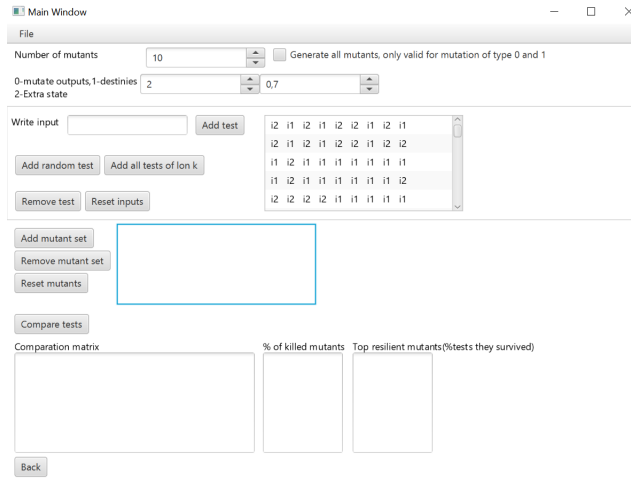 Main Window
File
Number of mutants
10
Generate all mutants, only valid for mutation of type 0 and 1
0-mutate outputs,1-destinies
2-Extra state
2
0,7
Write input
Add test
i2 i1 i2 i1 i2 i2 i1 i2 i1
i2 i1 i2 i2 i1 i2 i1 i2 i2
i1 i2 i1 i1 i1 i1 i1 i1 i1
i1 i2 i1 i1 i1 i1 i1 i1 i2
i2 i2 i2 i2 i1 i1 i1 i1 i1
Add random test
Add all tests of lon k
Remove test
Reset inputs
Add mutant set
Remove mutant set
Reset mutants
Compare tests
Comparation matrix
% of killed mutants
Top resilient mutants(%tests they survived)
Back